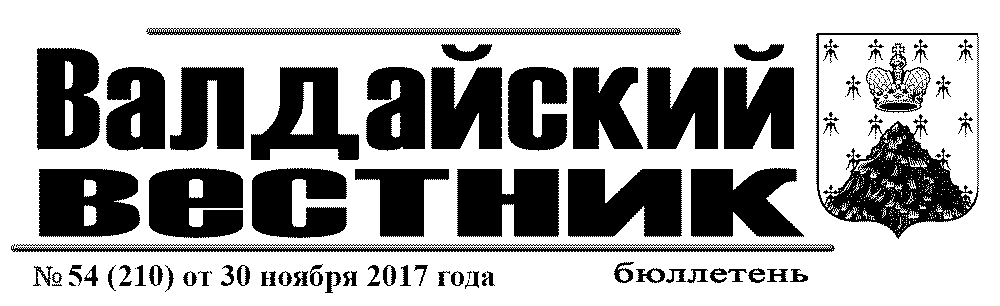 Валдайский
вестник
№ 54 (210) от 30 ноября 2017 года бюллетень